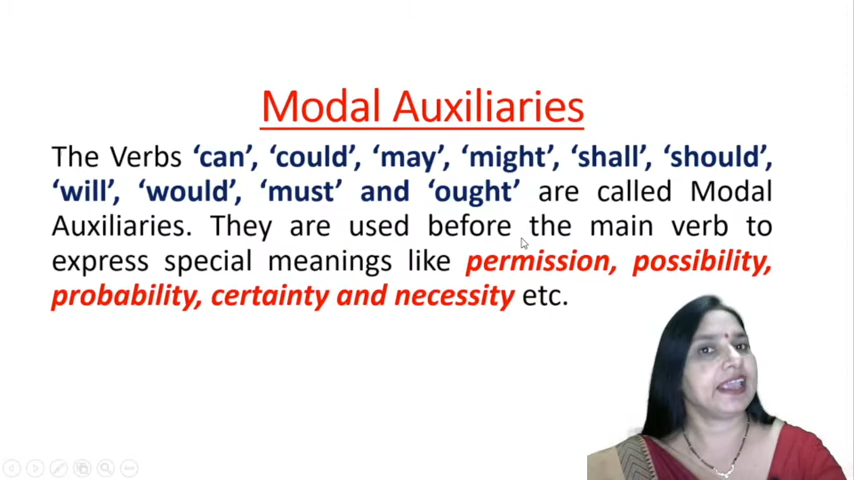 Modal Auxiliaries
The Verbs ‘can’, ‘could’, ‘may’, ‘might’, ‘shall’, ‘should’,
‘will’, ‘would’, ‘must’ and ‘ought’ are called Modal
Auxiliaries. They are used before the main verb to
express special meanings like permission, possibility,
probability, certainty and necessity etc.